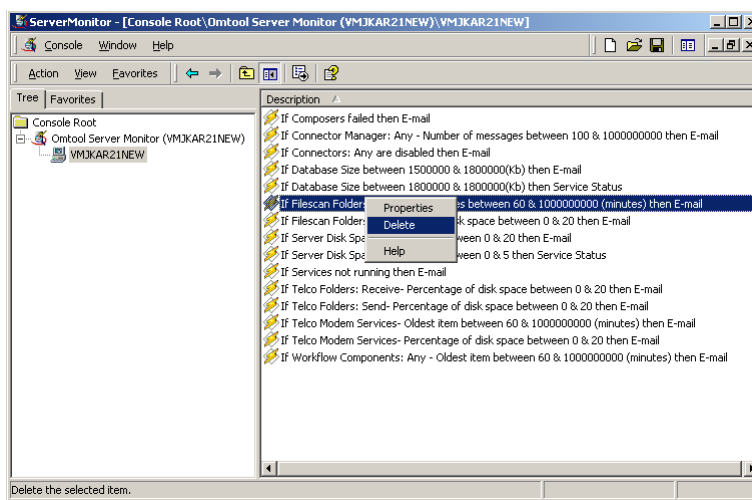 ServerMonitor - [Console Root\Omtool Server Monitor (VMJKAR21NEW)\VMJKAR21NEW]
Console Window Help
Action View Favorites
Tree Favorites
Console Root
Omtool Server Monitor (VMJKAR21NEW)
VMJKAR21NEW
Description
If Composers failed then E-mail
If Connector Manager: Any - Number of messages between 100 & 1000000000 then E-mail
If Connectors: Any are disabled then E-mail
If Database Size between 1500000 & 1800000(Kb) then E-mail
If Database Size between 1800000 & 1800000(Kb) then Service Status
If Filescan Folder es between 60 & 1000000000 (minutes) then E-mail
If Filescan Folder sk space between 0 & 20 then E-mail
If Server Disk Spa ween 0 & 20 then E-mail
If Server Disk Spa ween 0 & 5 then Service Status
If Services not running then E-mail
If Telco Folders: Receive- Percentage of disk space between 0 & 20 then E-mail
If Telco Folders: Send- Percentage of disk space between 0 & 20 then E-mail
If Telco Modem Services- Oldest item between 60 & 1000000000 (minutes) then E-mail
If Telco Modem Services- Percentage of disk space between 0 & 20 then E-mail
If Workflow Components: Any - Oldest item between 60 & 1000000000 (minutes) then E-mail
Properties
Delete
Help
Delete the selected item.